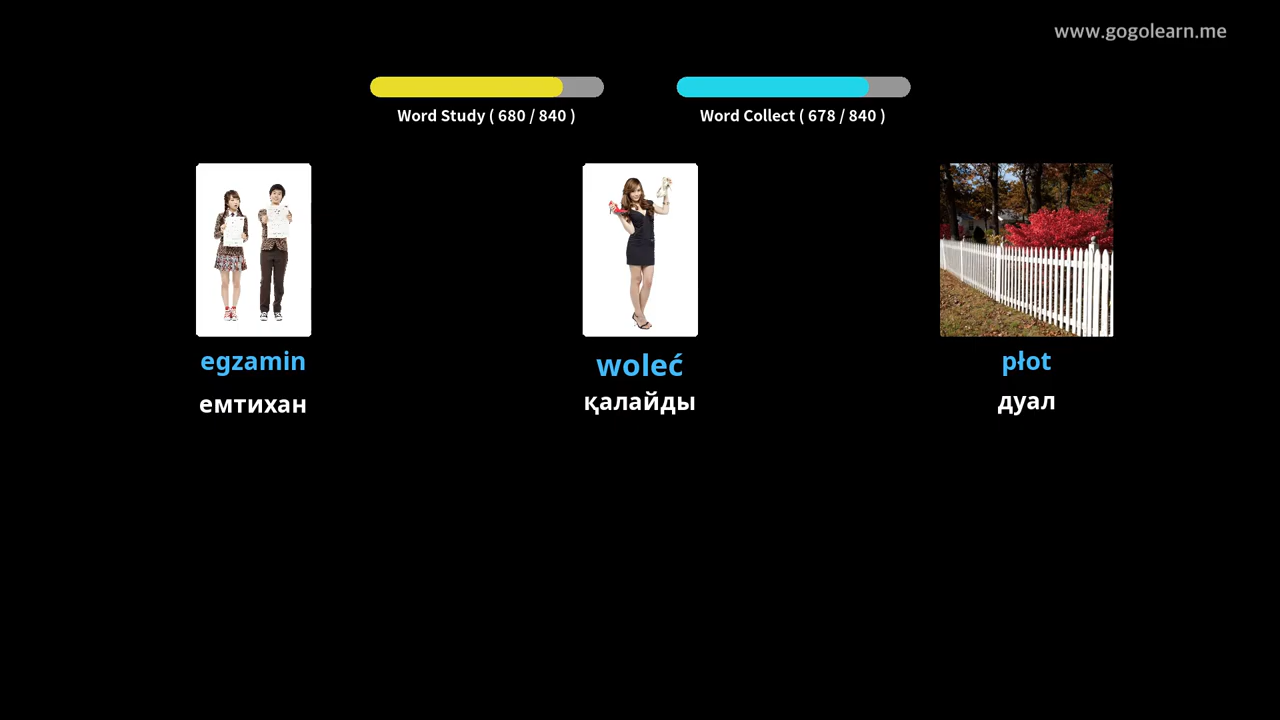 www.gogolearn.me
Word Study ( 680 / 840 )
Word Collect ( 678 / 840 )
egzamin
емтихан
woleć
қалайды
płot
дуал